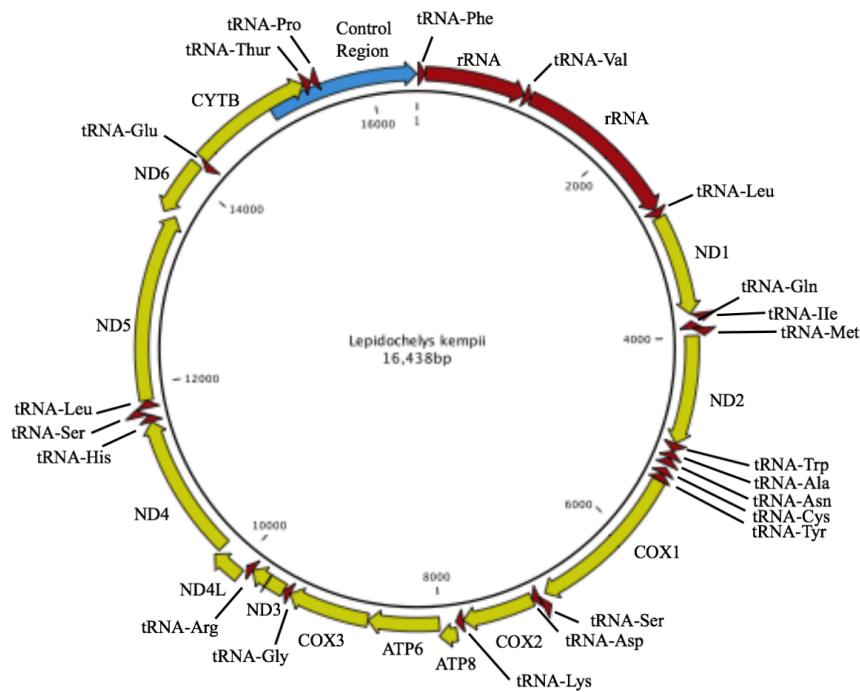 tRNA-Pro
tRNA-Thur
Control
Region
tRNA-Phe
rRNA
tRNA-Val
CYTB
rRNA
tRNA-Glu
ND6
16000
1
2000
14000
tRNA-Leu
ND1
tRNA-Gln
tRNA-IIe
tRNA-Met
ND5
Lepidochelys kempii
16,438bp
4000
12000
ND2
tRNA-Leu
tRNA-Ser
tRNA-His
tRNA-Trp
tRNA-Ala
tRNA-Asn
tRNA-Cys
tRNA-Tyr
ND4
10000
6000
COX1
8000
ND4L
ND3
tRNA-Arg
tRNA-Gly
COX3
ATP6
ATP8
COX2
tRNA-Ser
tRNA-Asp
tRNA-Lys